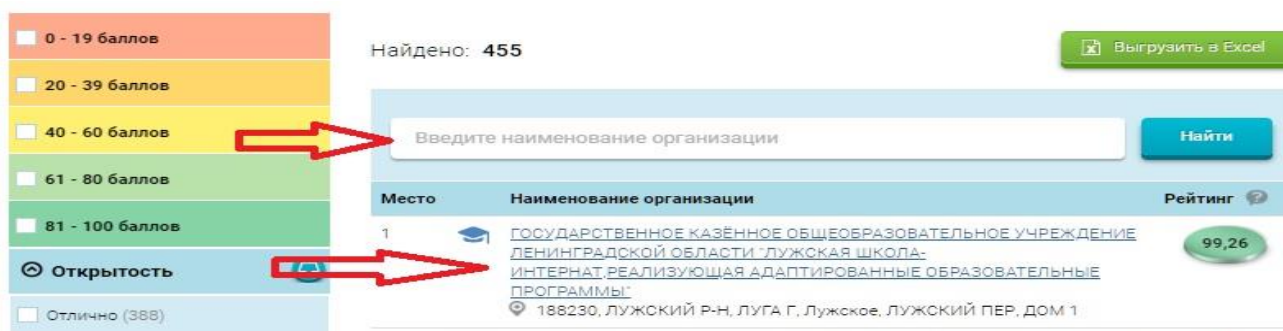 0 - 19 баллов
20 - 39 баллов
40 - 60 баллов
61 - 80 баллов
81 - 100 баллов
Открытость
Отлично (388)
Найдено: 455
Выгрузить в Excel
Введите наименование организации
Найти
Место Наименование организации Рейтинг
1 ГОСУДАРСТВЕННОЕ КАЗЁННОЕ ОБЩЕОБРАЗОВАТЕЛЬНОЕ УЧРЕЖДЕНИЕ 99,26
ЛЕНИНГРАДСКОЙ ОБЛАСТИ "ЛУЖСКАЯ ШКОЛА-
ИНТЕРНАТ,РЕАЛИЗУЮЩАЯ АДАПТИРОВАННЫЕ ОБРАЗОВАТЕЛЬНЫЕ
ПРОГРАММЫ"
188230, ЛУЖСКИЙ Р-Н, ЛУГА Г, Лужское, ЛУЖСКИЙ ПЕР, ДОМ 1